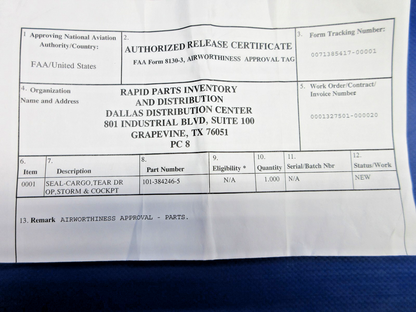 1 Approving National Aviation
Authority/Country:
FAA/United States
2.
AUTHORIZED RELEASE CERTIFICATE
FAA Form 8130-3, AIRWORTHINESS APPROVAL TAG
3. Form Tracking Number:
0071385627-00001
4. Organization
Name and Address
RAPID PARTS INVENTORY
AND DISTRIBUTION
DALLAS DISTRIBUTION CENTER
801 INDUSTRIAL BLVD, SUITE 100
GRAPEVINE, TX 76051
PC 8
5. Work Order/Contract/
Invoice Number
0001327801-000020
6. Item
7. Description
8. Part Number
9. Eligibility *
10. Quantity
11. Serial/Batch Nbr
12. Status/Work
0001 SEAL-CARGO,TEAR DR 101-384246-5 N/A 1.000 N/A NEW
OP,STORM & COCKPT
13. Remark AIRWORTHINESS APPROVAL - PARTS.